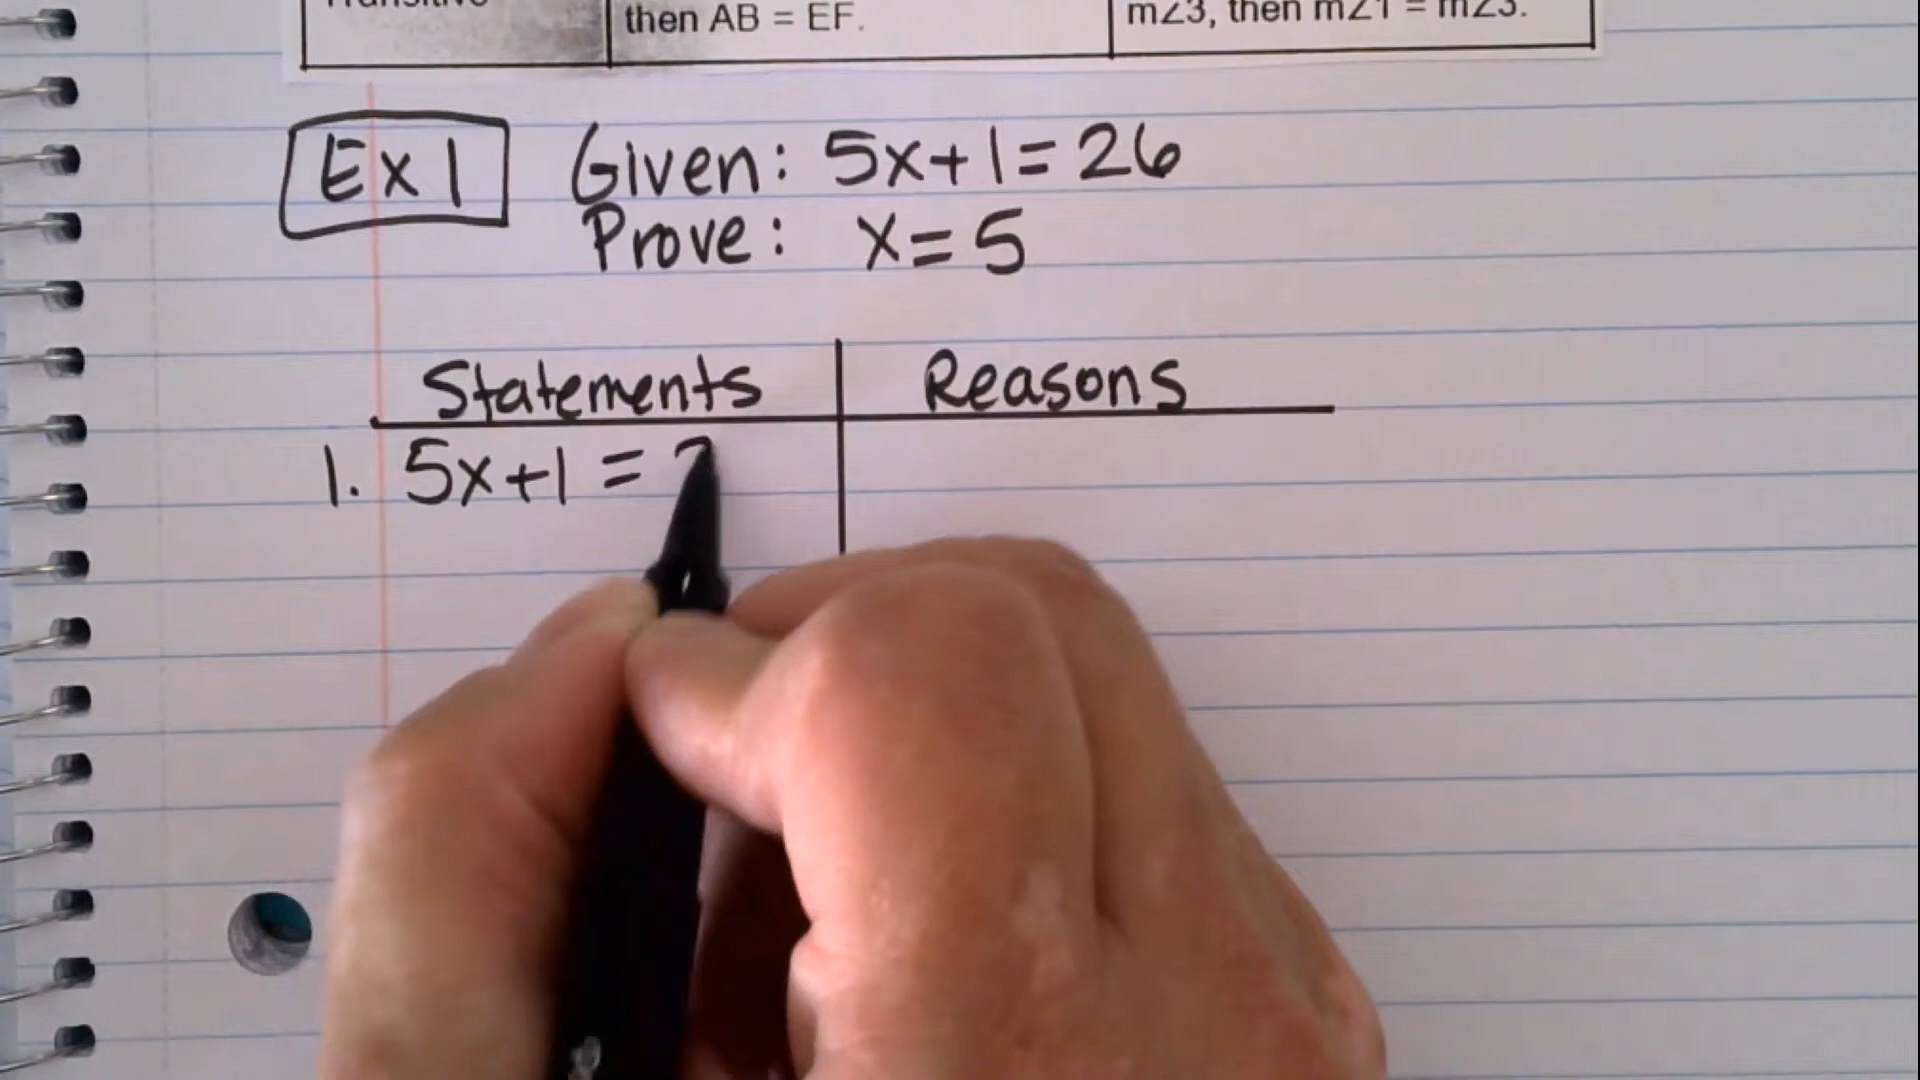 Transitive
then AB = EF.
m∠3, then m∠1 = m∠3.
Ex 1
Given: 5x+1=26
Prove: x=5
Statements
Reasons
1. 5x+1 =